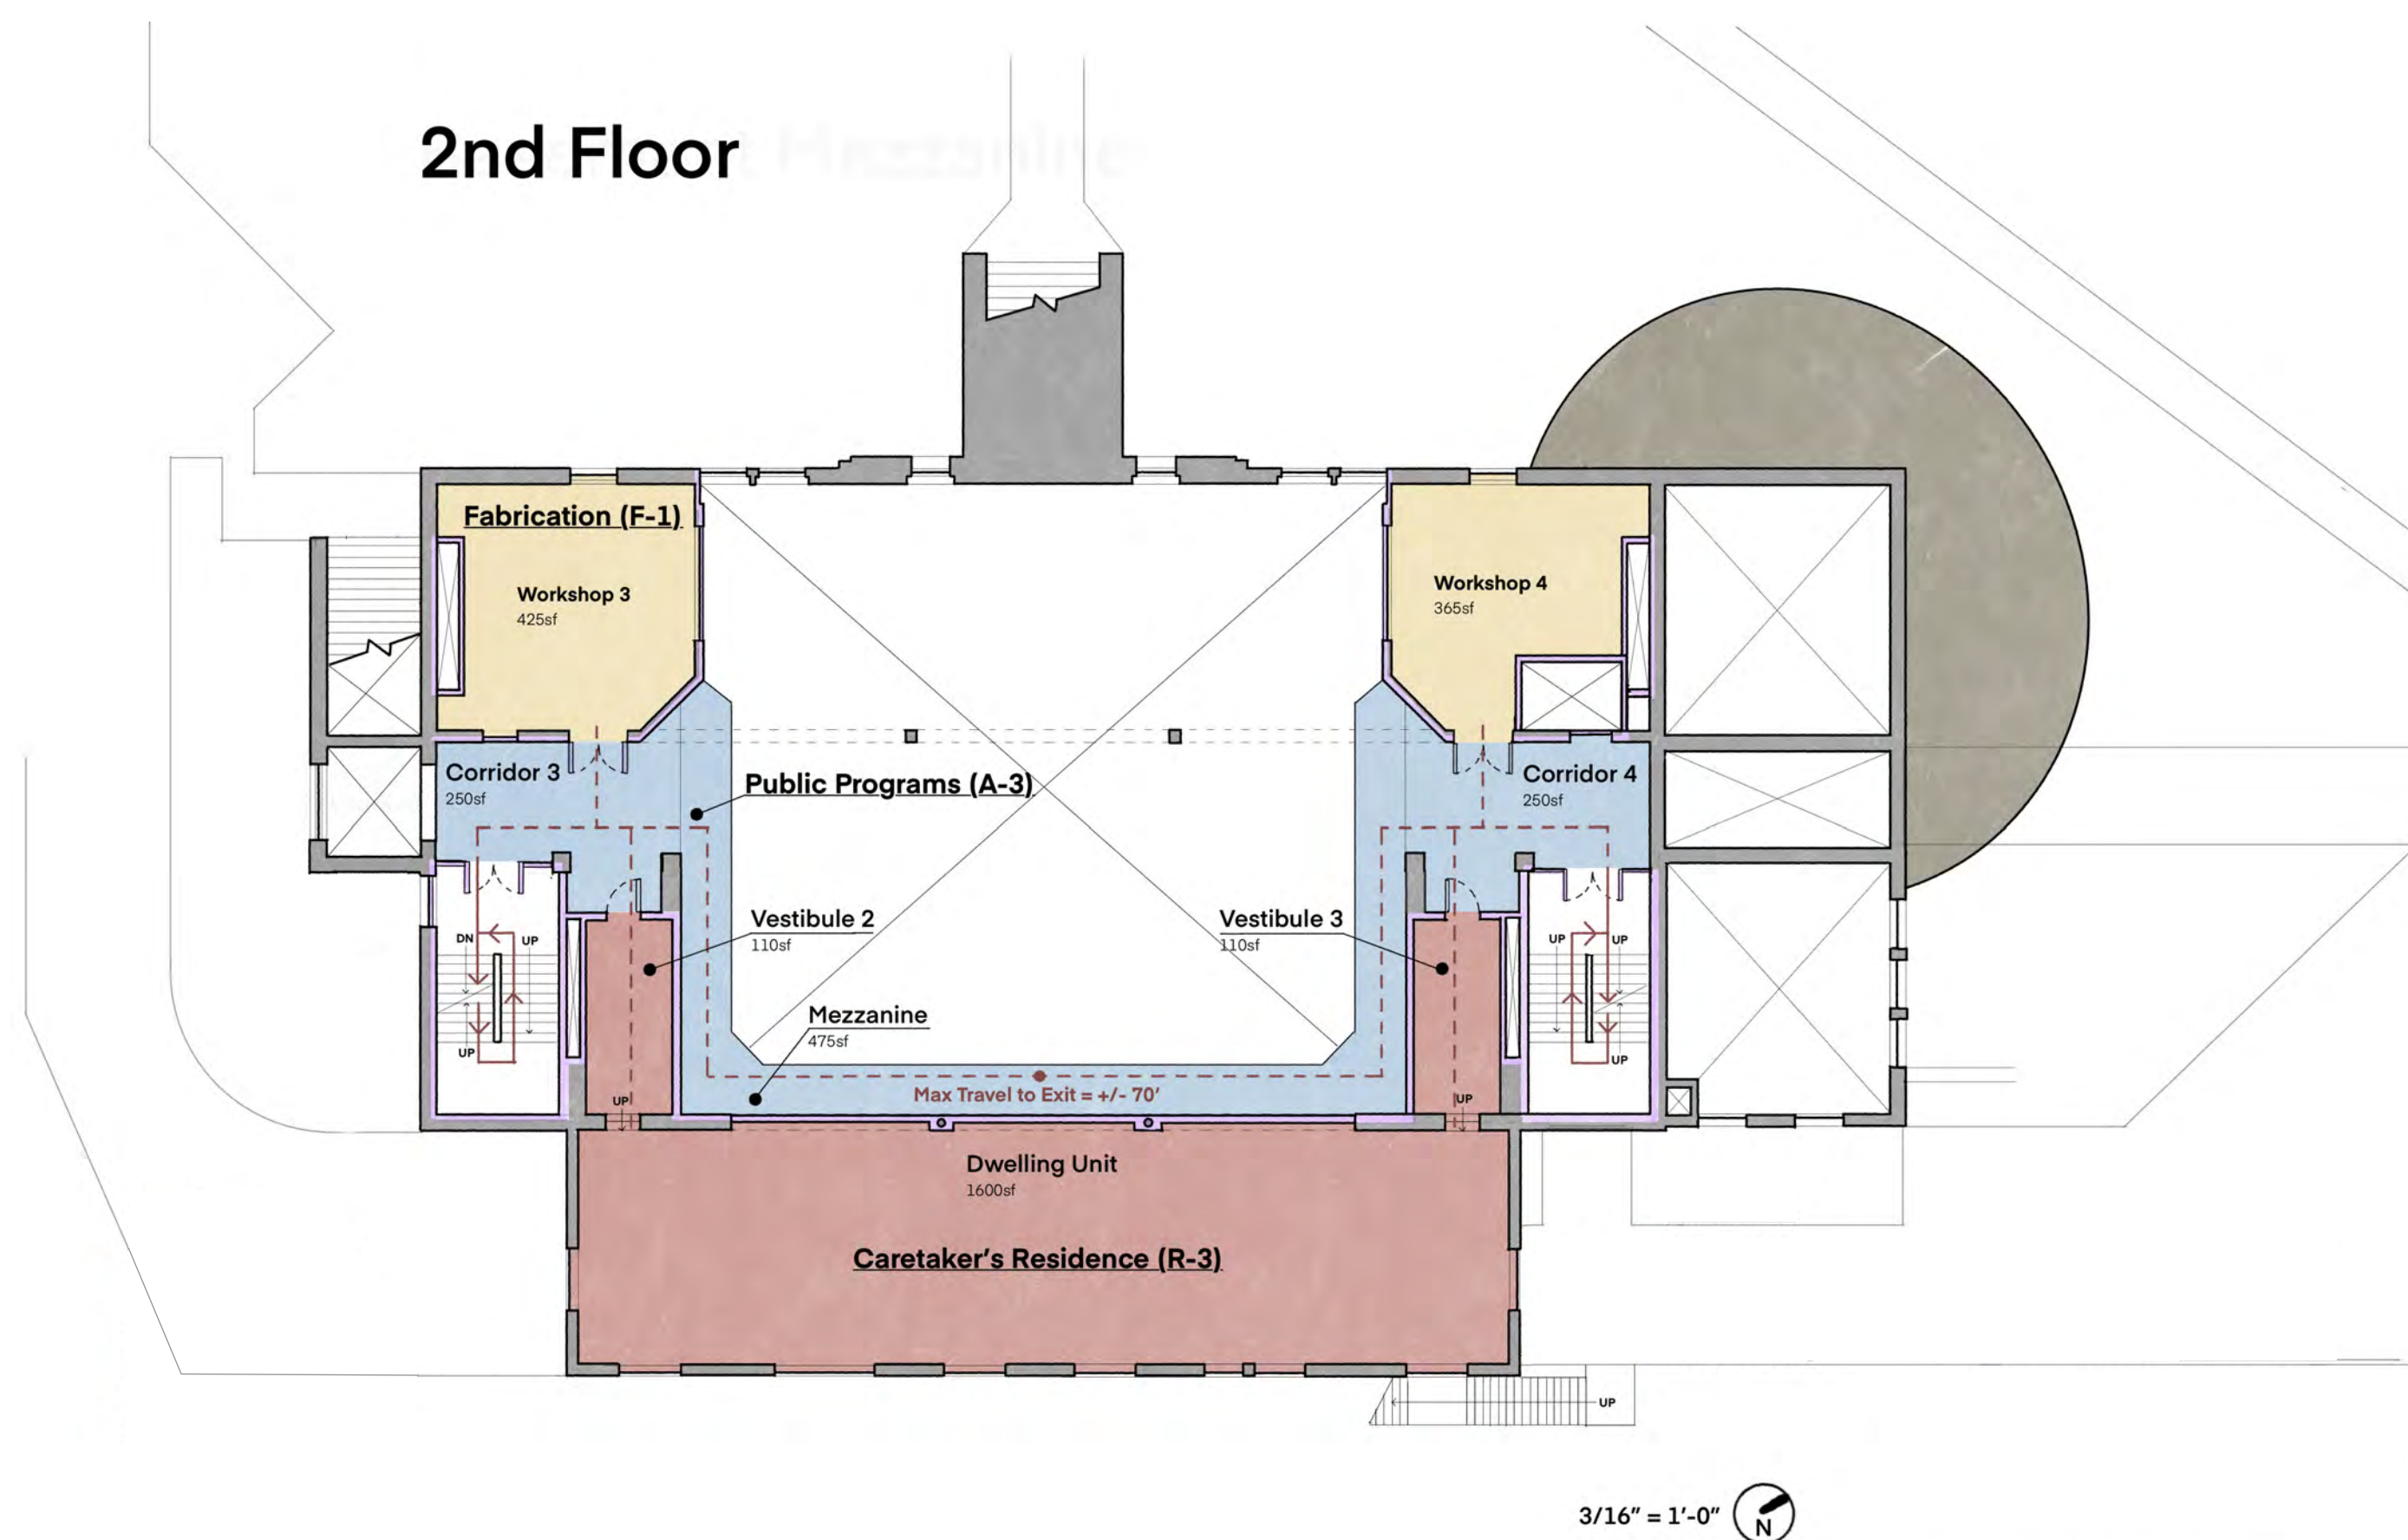 2nd Floor
Fabrication (F-1)
Workshop 3
425sf
Workshop 4
365sf
Corridor 3
250sf
Public Programs (A-3)
Corridor 4
250sf
Vestibule 2
110sf
Vestibule 3
110sf
DN
UP
UP
UP
UP
UP
Mezzanine
475sf
Max Travel to Exit = +/- 70’
UP
UP
Dwelling Unit
1600sf
Caretaker’s Residence (R-3)
UP
3/16” = 1’-0”
N